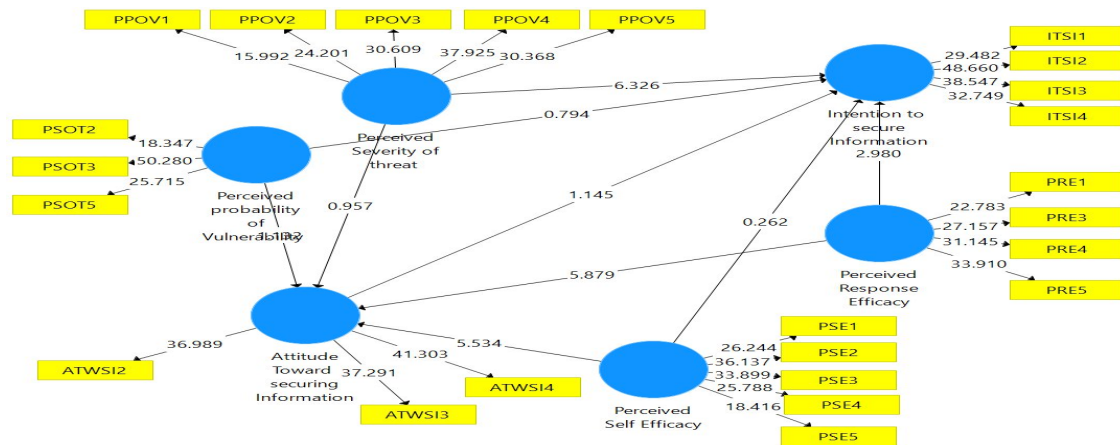 PPOV1 PPOV2 PPOV3 PPOV4 PPOV5
15.992 24.201 30.609 37.925 30.368
ITSI1
29.482
ITSI2
48.660
38.547
ITSI3
32.749
ITSI4
6.326
0.794
Perceived
Severity of
threat
Intention to
secure
Information
2.980
PSOT2
18.347
PSOT3
50.280
25.715
PSOT5
Perceived
probability
of
Vulnerability
1.132
0.957
1.145
0.262
PRE1
22.783
PRE3
27.157
31.145
PRE4
33.910
PRE5
Perceived
Response
Efficacy
5.879
5.534
36.989
ATWSI2
Attitude
Toward
securing
Information
37.291
41.303
ATWSI3
ATWSI4
PSE1
26.244
36.137
PSE2
33.899
PSE3
25.788
PSE4
18.416
PSE5
Perceived
Self Efficacy